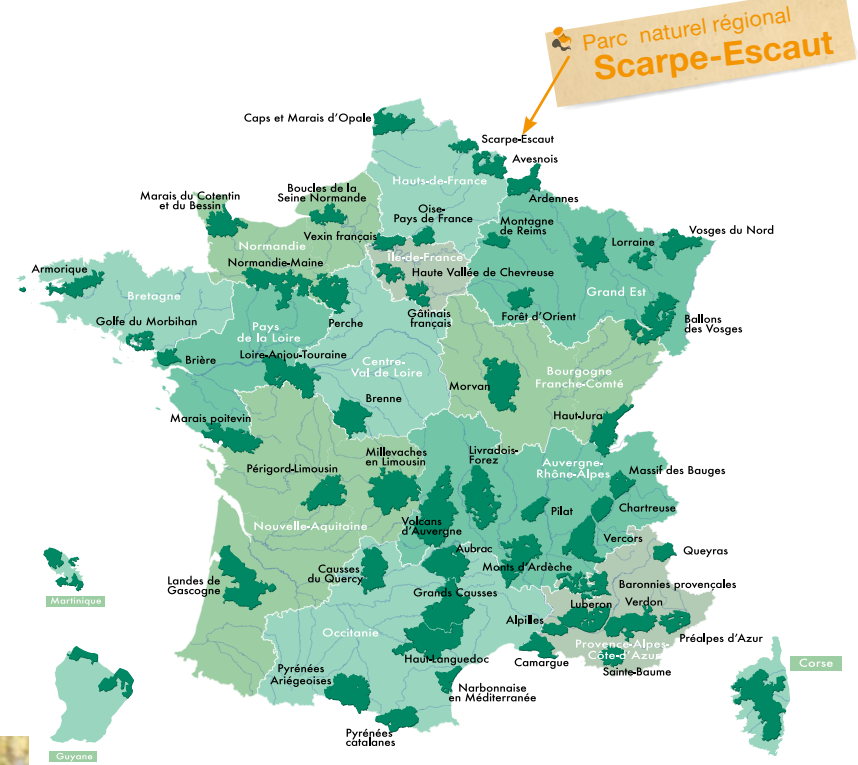 Parc naturel régional
Scarpe-Escaut
Caps et Marais d'Opale
Scarpe-Escaut
Avesnois
Hauts-de-France
Ardennes
Marais du Cotentin
et du Bessin
Boucles de la
Seine Normande
Oise-
Pays de France
Montagne
de Reims
Vosges du Nord
Lorraine
Vexin français
Normandie
Île-de-France
Normandie-Maine
Haute Vallée de Chevreuse
Armorique
Bretagne
Grand Est
Golfe du Morbihan
Pays
de la Loire
Perche
Gâtinais
français
Forêt d'Orient
Ballons
des Vosges
Brière
Loire-Anjou-Touraine
Centre-
Val de Loire
Bourgogne
Franche-Comté
Morvan
Brenne
Haut-Jura
Marais poitevin
Millevaches
en Limousin
Livradois-
Forez
Auvergne-
Rhône-Alpes
Massif des Bauges
Périgord-Limousin
Pilat
Chartreuse
Nouvelle-Aquitaine
Volcans
d'Auvergne
Vercors
Queyras
Aubrac
Landes de
Gascogne
Causses
du Quercy
Monts d'Ardèche
Baronnies provençales
Grands Causses
Luberon
Verdon
Martinique
Alpilles
Occitanie
Préalpes d'Azur
Provence-Alpes-
Côte-d'Azur
Haut-Languedoc
Camargue
Sainte-Baume
Corse
Pyrénées
Ariégeoises
Narbonnaise
en Méditerranée
Pyrénées
catalanes
Guyane